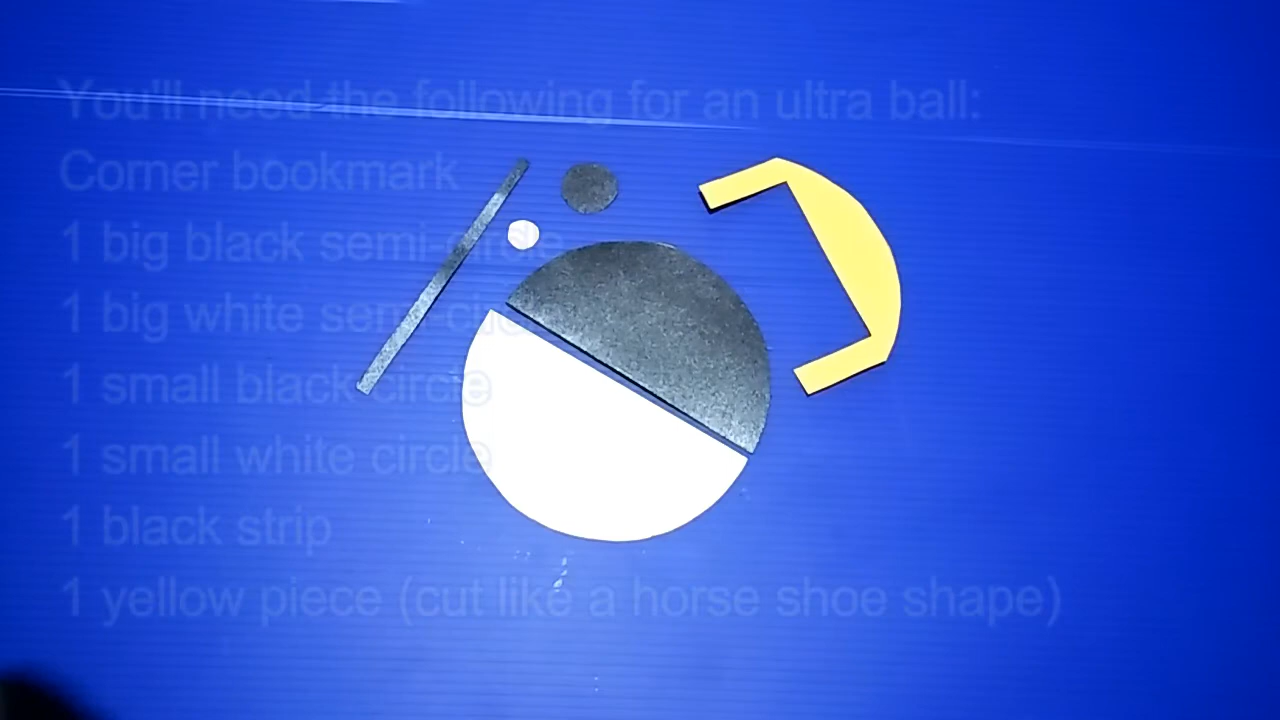 You'll need the following for an ultra ball:
Corner bookmark
1 big black semi-circle
1 big white semi-circle
1 small black circle
1 small white circle
1 black strip
1 yellow piece (cut like a horse shoe shape)